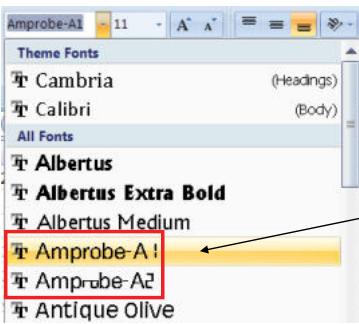 Amprobe-A1 11 A A
Theme Fonts
Cambria (Headings)
Calibri (Body)
All Fonts
Albertus
Albertus Extra Bold
Albertus Medium
Amprobe-A1
Amprobe-A2
Antique Olive